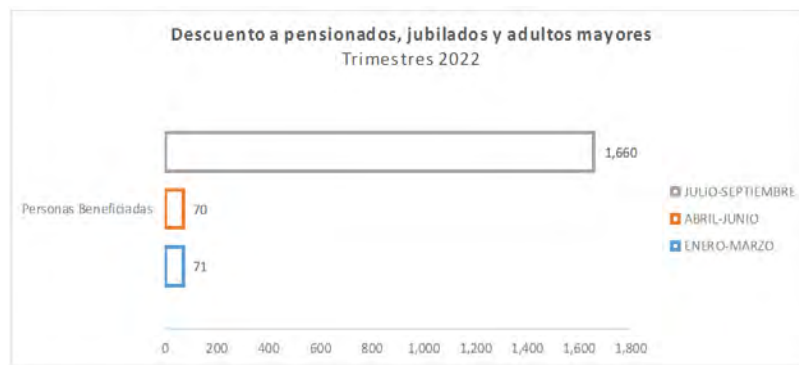 Descuento a pensionados, jubilados y adultos mayores
Trimestres 2022
1,660
JULIO-SEPTIEMBRE
Personas Beneficiadas
70
ABRIL-JUNIO
71
ENERO-MARZO
0 200 400 600 800 1,000 1,200 1,400 1,600 1,800